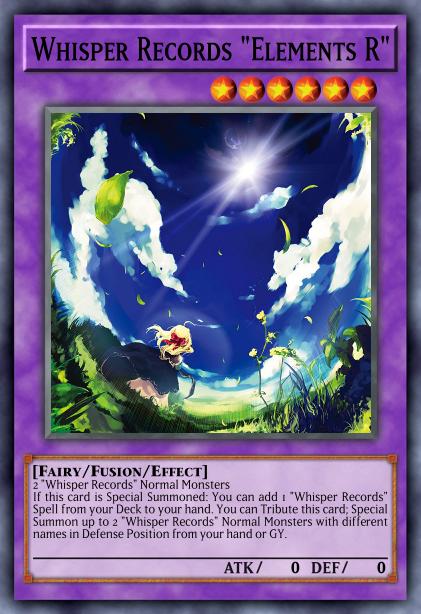 Whisper Records "Elements R"
[Fairy/Fusion/Effect]
2 "Whisper Records" Normal Monsters
If this card is Special Summoned: You can add 1 "Whisper Records"
Spell from your Deck to your hand. You can Tribute this card; Special
Summon up to 2 "Whisper Records" Normal Monsters with different
names in Defense Position from your hand or GY.
ATK/ 0 DEF/ 0